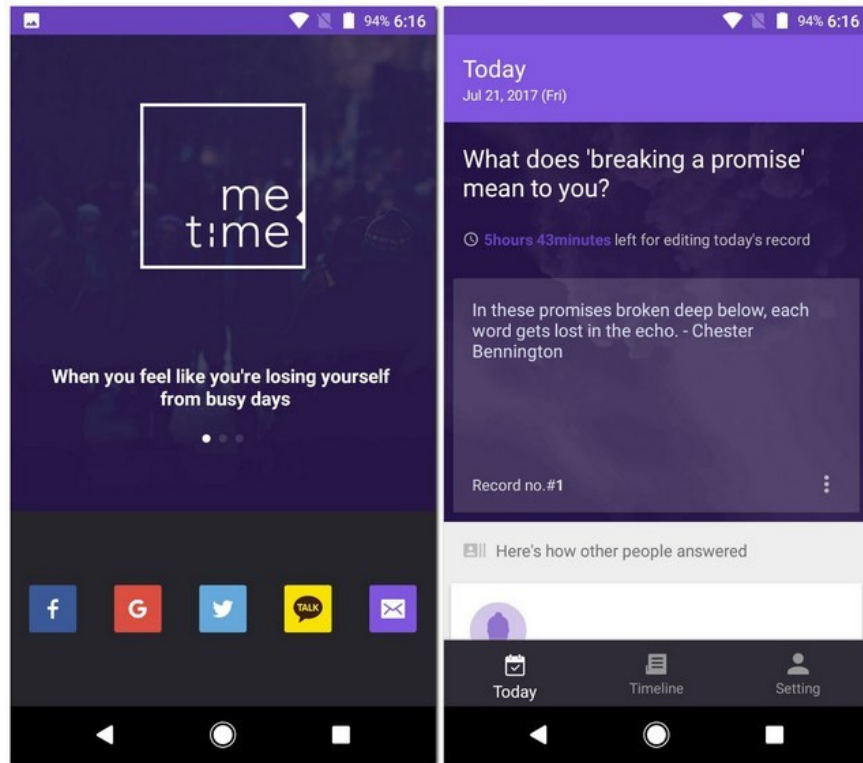 94% 6:16
me
time
When you feel like you're losing yourself
from busy days
f
G
TALK
94% 6:16
Today
Jul 21, 2017 (Fri)
What does 'breaking a promise'
mean to you?
5hours 43minutes left for editing today's record
In these promises broken deep below, each
word gets lost in the echo. - Chester
Bennington
Record no.#1
Here's how other people answered
Today
Timeline
Setting